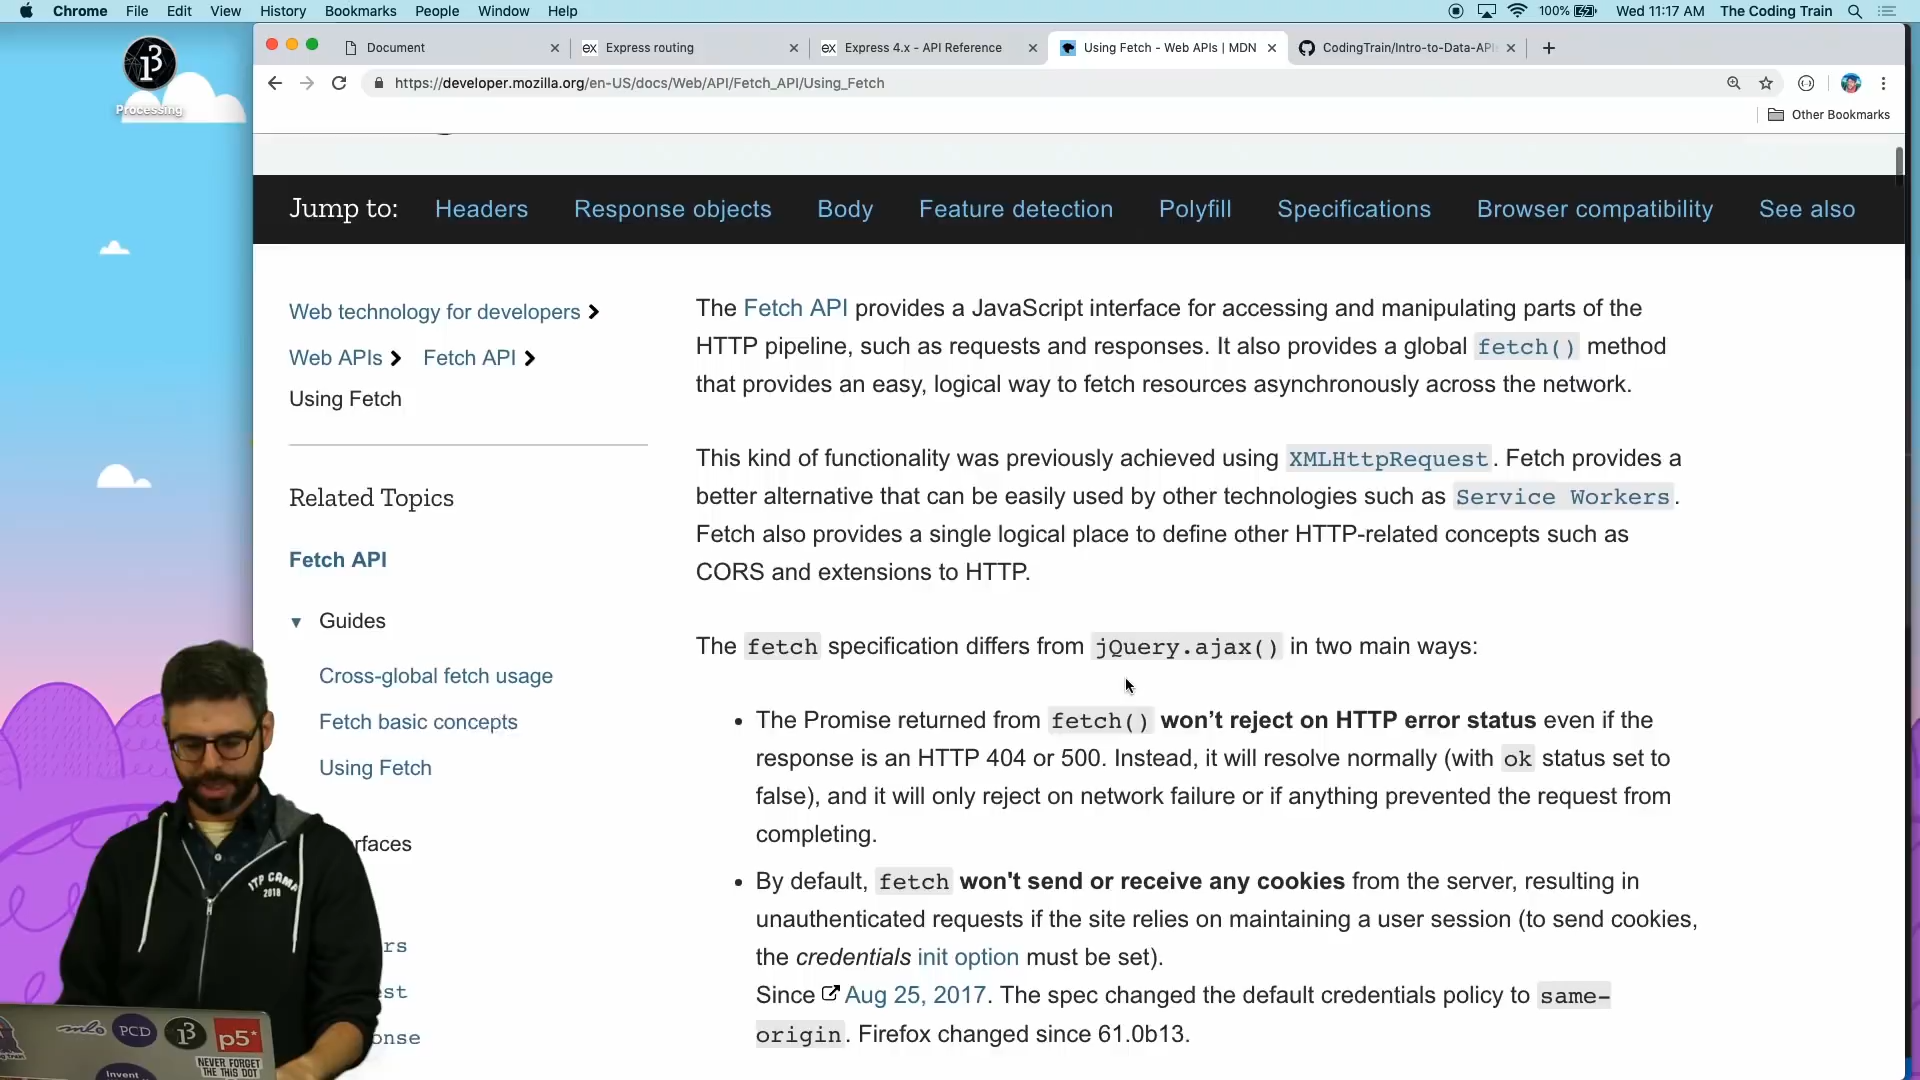 Chrome File Edit View History Bookmarks People Window Help
100% Wed 11:17 AM The Coding Train
Document
Express routing
Express 4.x - API Reference
Using Fetch - Web APIs | MDN
CodingTrain/Intro-to-Data-API
https://developer.mozilla.org/en-US/docs/Web/API/Fetch_API/Using_Fetch
Other Bookmarks
Processing
Jump to: Headers Response objects Body Feature detection Polyfill Specifications Browser compatibility See also
Web technology for developers
Web APIs Fetch API
Using Fetch
Related Topics
Fetch API
Guides
Cross-global fetch usage
Fetch basic concepts
Using Fetch
rfaces
rs
est
onse
The Fetch API provides a JavaScript interface for accessing and manipulating parts of the
HTTP pipeline, such as requests and responses. It also provides a global fetch() method
that provides an easy, logical way to fetch resources asynchronously across the network.
This kind of functionality was previously achieved using XMLHttpRequest. Fetch provides a
better alternative that can be easily used by other technologies such as Service Workers.
Fetch also provides a single logical place to define other HTTP-related concepts such as
CORS and extensions to HTTP.
The fetch specification differs from jQuery.ajax() in two main ways:
• The Promise returned from fetch() won’t reject on HTTP error status even if the
response is an HTTP 404 or 500. Instead, it will resolve normally (with ok status set to
false), and it will only reject on network failure or if anything prevented the request from
completing.
• By default, fetch won't send or receive any cookies from the server, resulting in
unauthenticated requests if the site relies on maintaining a user session (to send cookies,
the credentials init option must be set).
Since Aug 25, 2017. The spec changed the default credentials policy to same-
origin. Firefox changed since 61.0b13.
ITP CAMP
2018
PCD
p5*
NEVER FORGET
THE THIS DOT
Invent